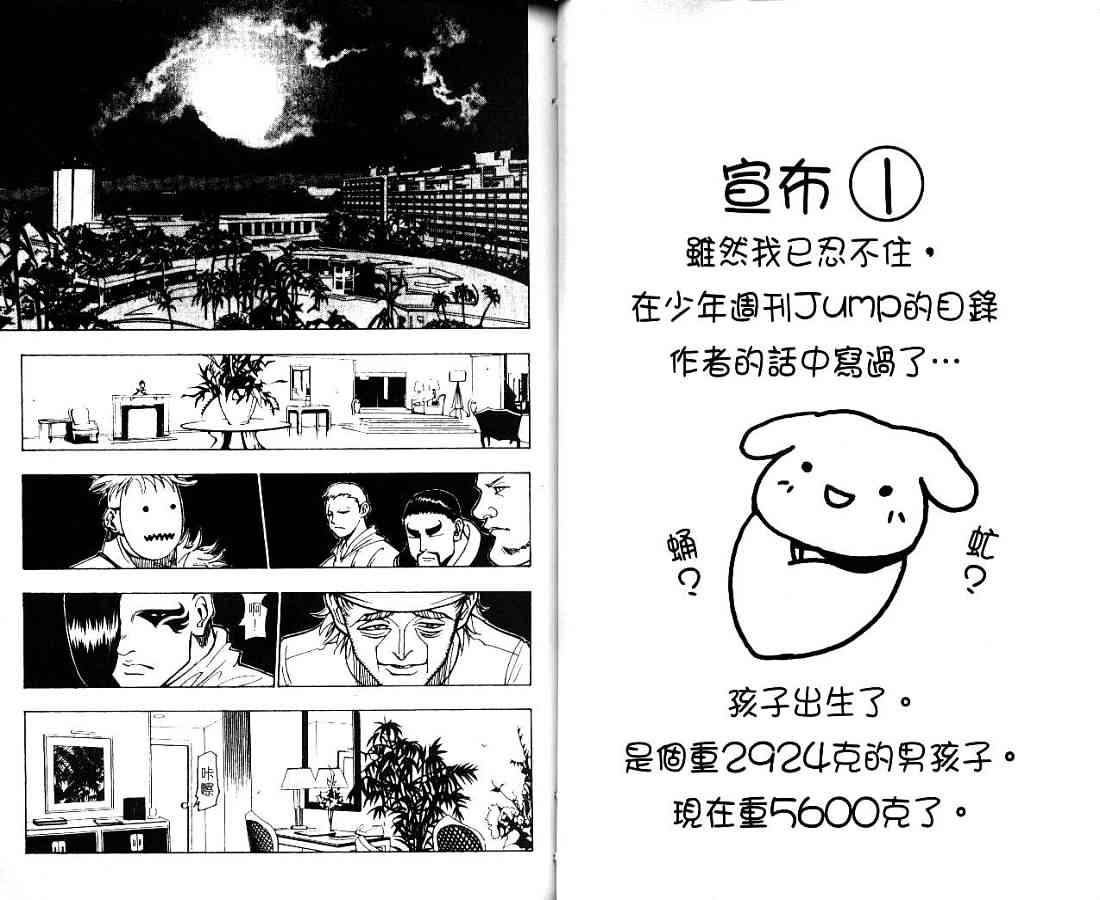 宣布①
雖然我已忍不住，
在少年週刊Jump的目錄
作者的話中寫過了…
蛹？
虻？
孩子出生了。
是個重2924克的男孩子。
現在重5600克了。
啊！
咔嚓